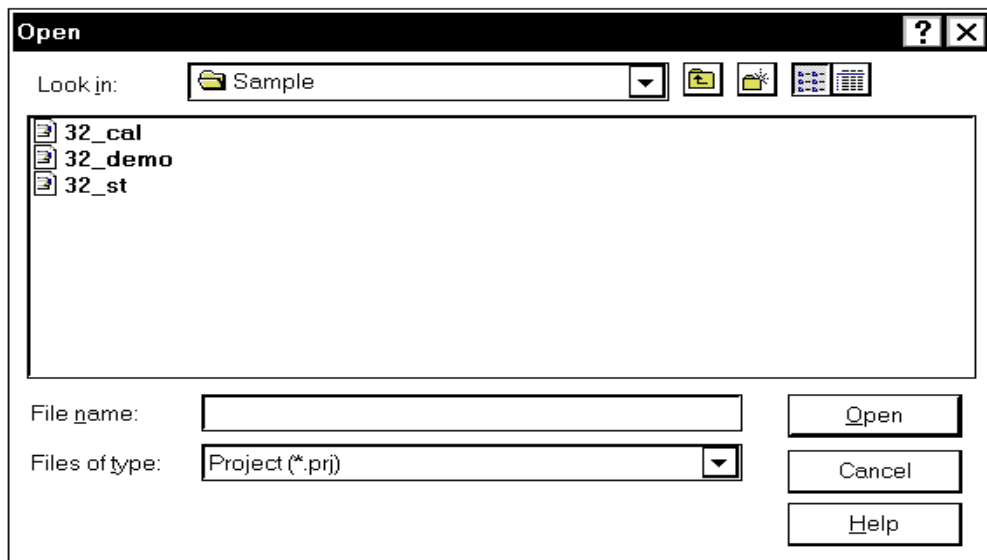 Open
Look in: Sample
32_cal
32_demo
32_st
File name: Open
Files of type: Project (*.prj) Cancel
Help